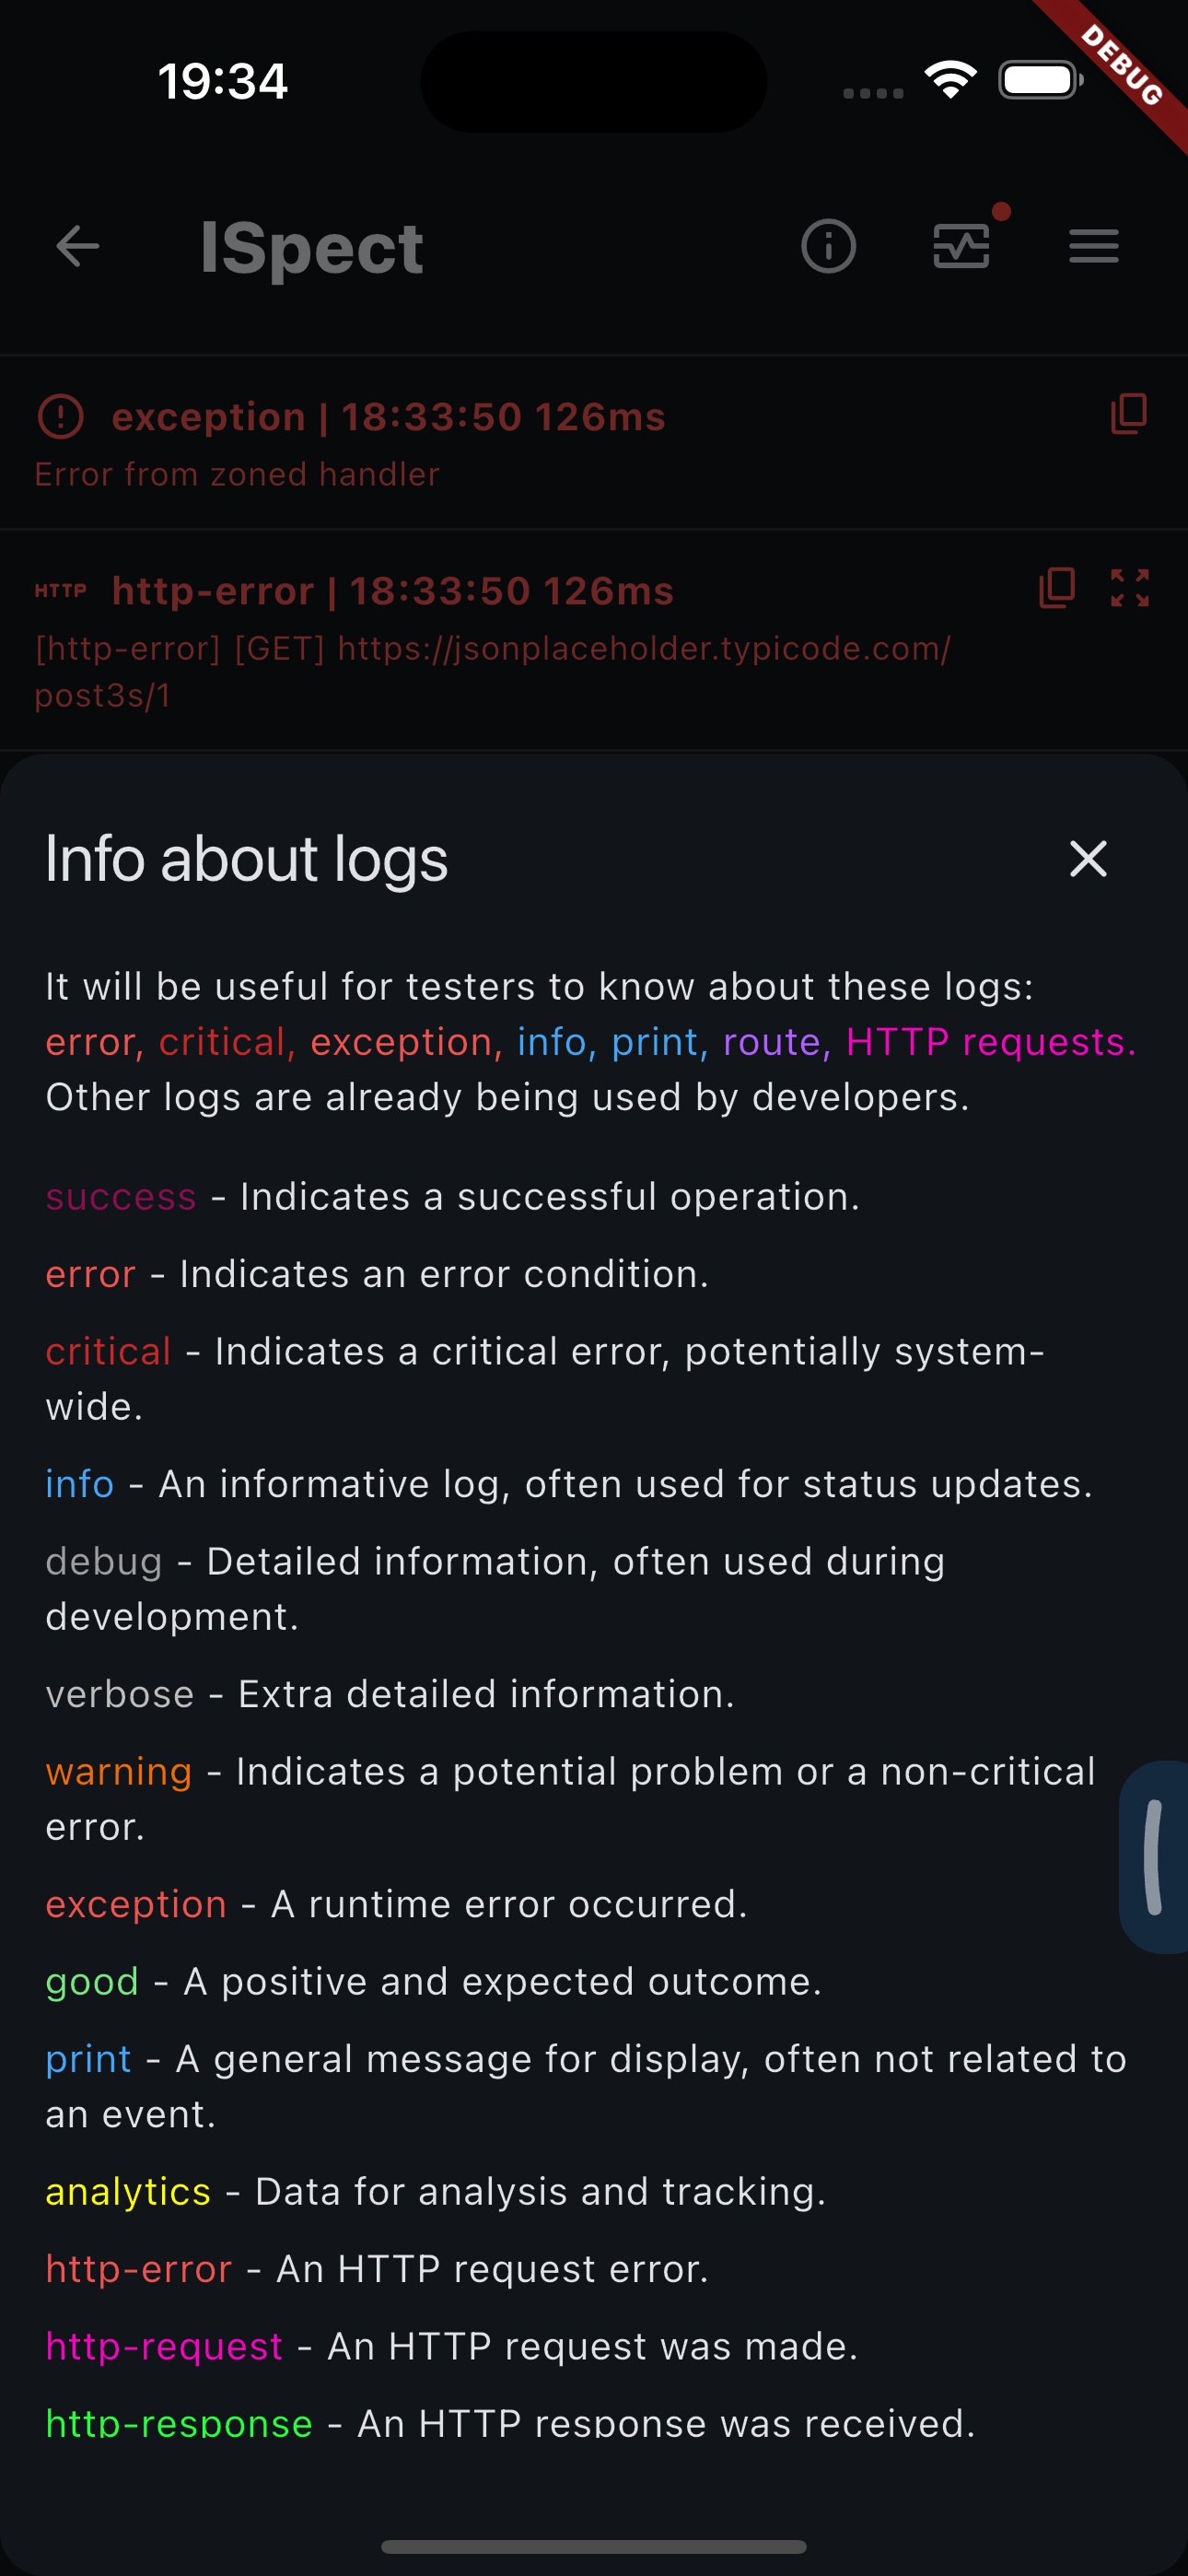 19:34
DEBUG
ISpect
exception | 18:33:50 126ms
Error from zoned handler
HTTP http-error | 18:33:50 126ms
[http-error] [GET] https://jsonplaceholder.typicode.com/
post3s/1
Info about logs
It will be useful for testers to know about these logs:
error, critical, exception, info, print, route, HTTP requests.
Other logs are already being used by developers.
success - Indicates a successful operation.
error - Indicates an error condition.
critical - Indicates a critical error, potentially system-
wide.
info - An informative log, often used for status updates.
debug - Detailed information, often used during
development.
verbose - Extra detailed information.
warning - Indicates a potential problem or a non-critical
error.
exception - A runtime error occurred.
good - A positive and expected outcome.
print - A general message for display, often not related to
an event.
analytics - Data for analysis and tracking.
http-error - An HTTP request error.
http-request - An HTTP request was made.
http-response - An HTTP response was received.